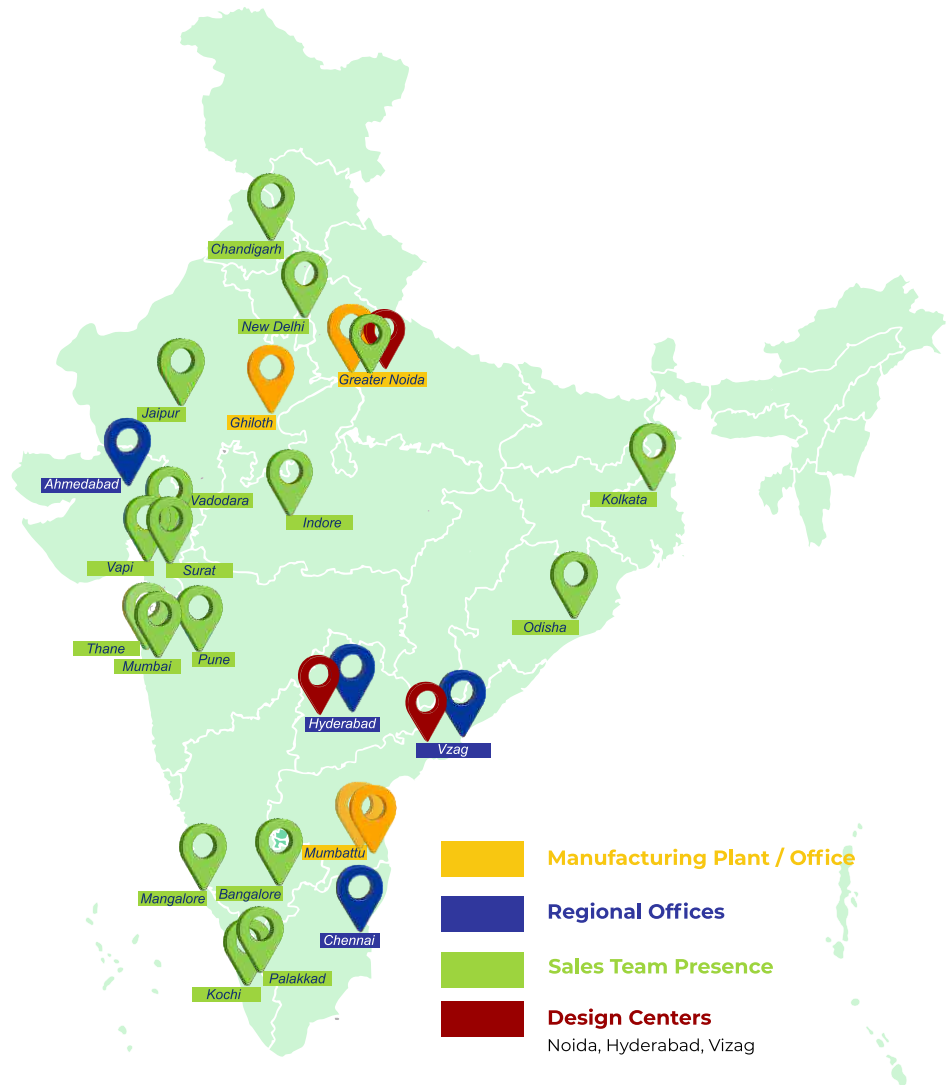 Chandigarh
New Delhi
Greater Noida
Jaipur
Ghiloth
Ahmedabad
Vadodara
Kolkata
Indore
Vapi
Surat
Odisha
Thane
Mumbai
Pune
Hyderabad
Vzag
Mumbattu
Mangalore
Bangalore
Chennai
Palakkad
Kochi
Manufacturing Plant / Office
Regional Offices
Sales Team Presence
Design Centers
Noida, Hyderabad, Vizag